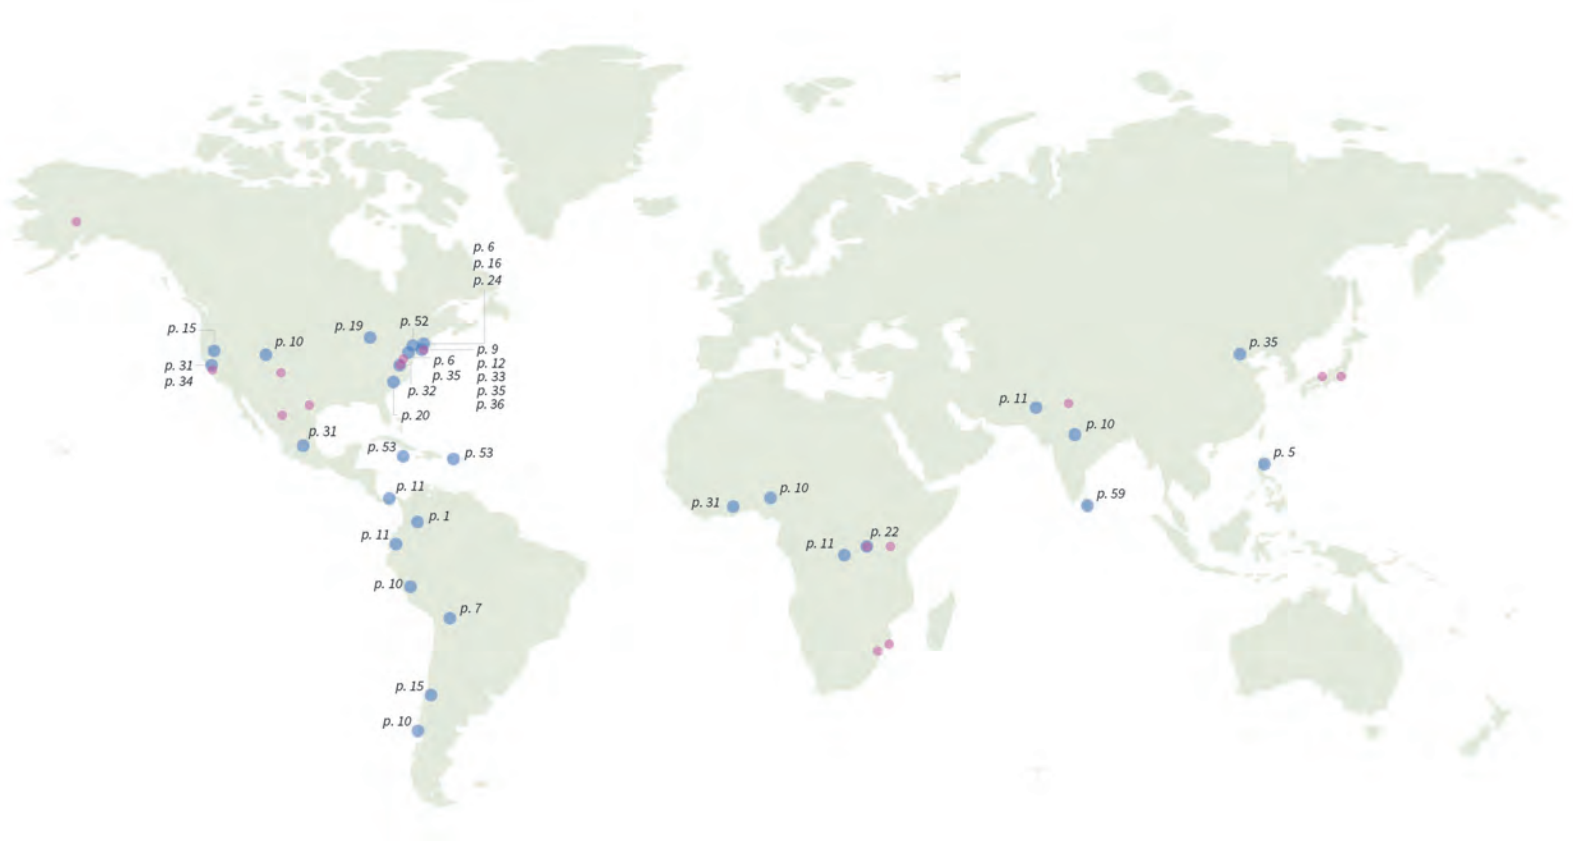 p. 6
p. 16
p. 24
p. 15
p. 10
p. 19
p. 52
p. 31
p. 34
p. 9
p. 12
p. 33
p. 35
p. 36
p. 6
p. 35
p. 32
p. 20
p. 31
p. 53
p. 53
p. 11
p. 1
p. 11
p. 10
p. 7
p. 15
p. 10
p. 31
p. 10
p. 11
p. 22
p. 35
p. 11
p. 10
p. 5
p. 59